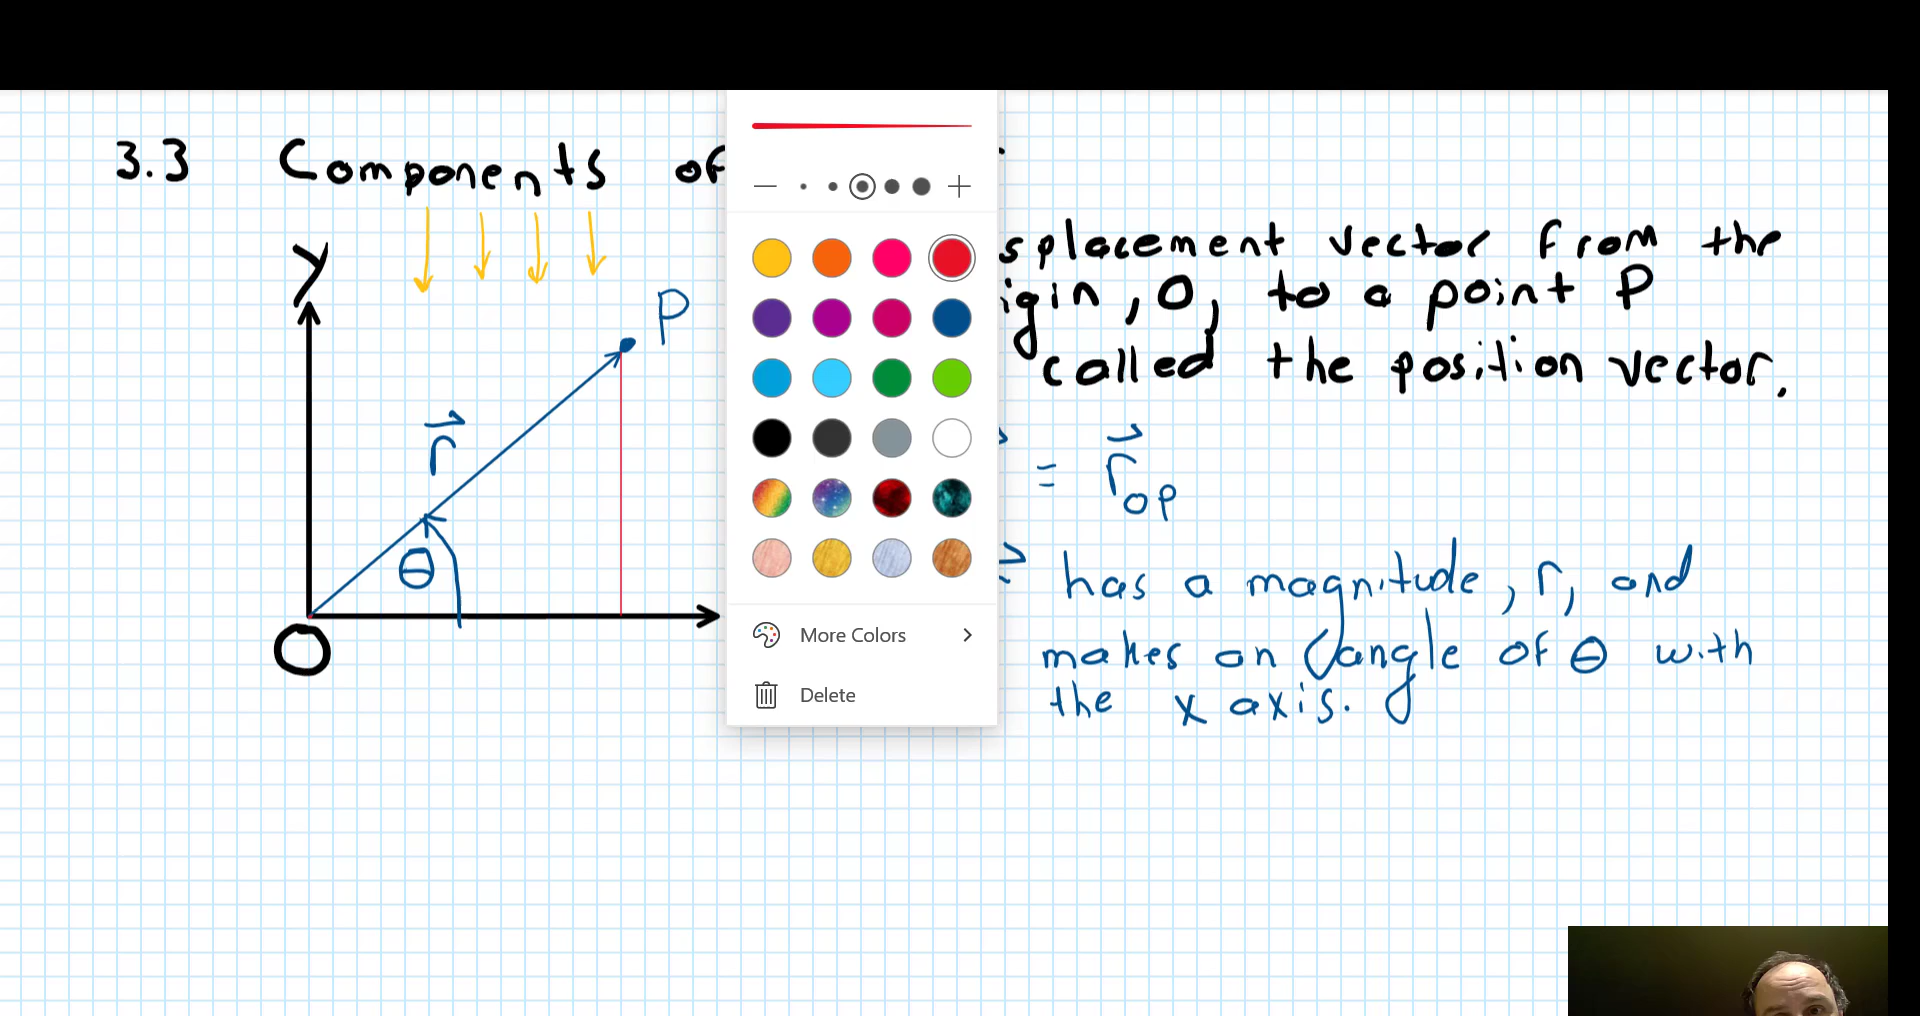 3.3 Components of
Y
splacement vector from the
igin, O, to a point P
called the position vector.
P
r
= r OP
θ
has a magnitude, r, and
makes an angle of θ with
the x axis.
O
More Colors
Delete